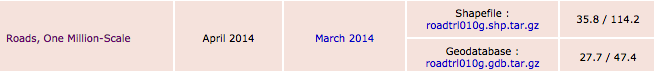 Roads, One Million-Scale
April 2014
March 2014
Shapefile :
roadtrl010g.shp.tar.gz
35.8 / 114.2
Geodatabase :
roadtrl010g.gdb.tar.gz
27.7 / 47.4